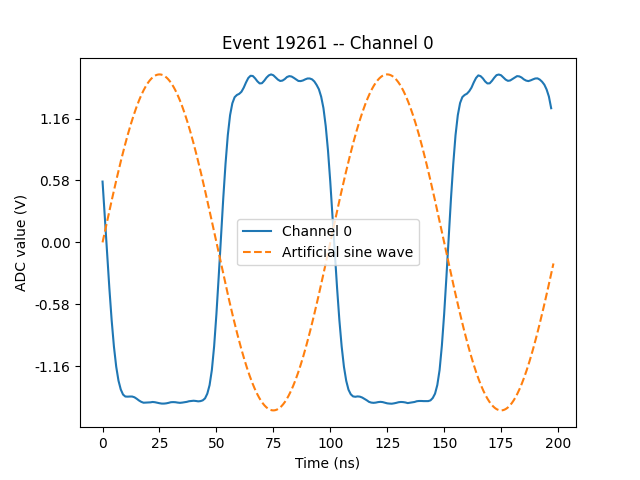 Event 19261 -- Channel 0
ADC value (V)
1.16
0.58
0.00
-0.58
-1.16
Channel 0
Artificial sine wave
0 25 50 75 100 125 150 175 200
Time (ns)